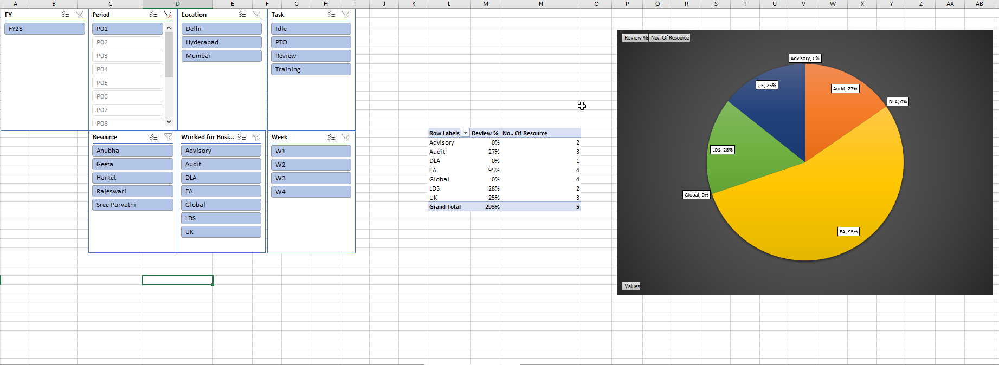 A B C D E F G H I J K L M N O P Q R S T U V W X Y Z AA AB
FY
FY23
Period
P01
P02
P03
P04
P05
P06
P07
P08
Location
Delhi
Hyderabad
Mumbai
Task
Idle
PTO
Review
Training
Resource
Anubha
Geeta
Harket
Rajeswari
Sree Parvathi
Worked for Busi...
Advisory
Audit
DLA
EA
Global
LDS
UK
Week
W1
W2
W3
W4
Row Labels Review % No.. Of Resource
Advisory 0% 2
Audit 27% 3
DLA 0% 1
EA 95% 4
Global 0% 4
LDS 28% 2
UK 25% 3
Grand Total 293% 5
Review % No.. Of Resource
Advisory, 0%
UK, 25%
Audit, 27%
DLA, 0%
LDS, 28%
Global, 0%
EA, 95%
Values